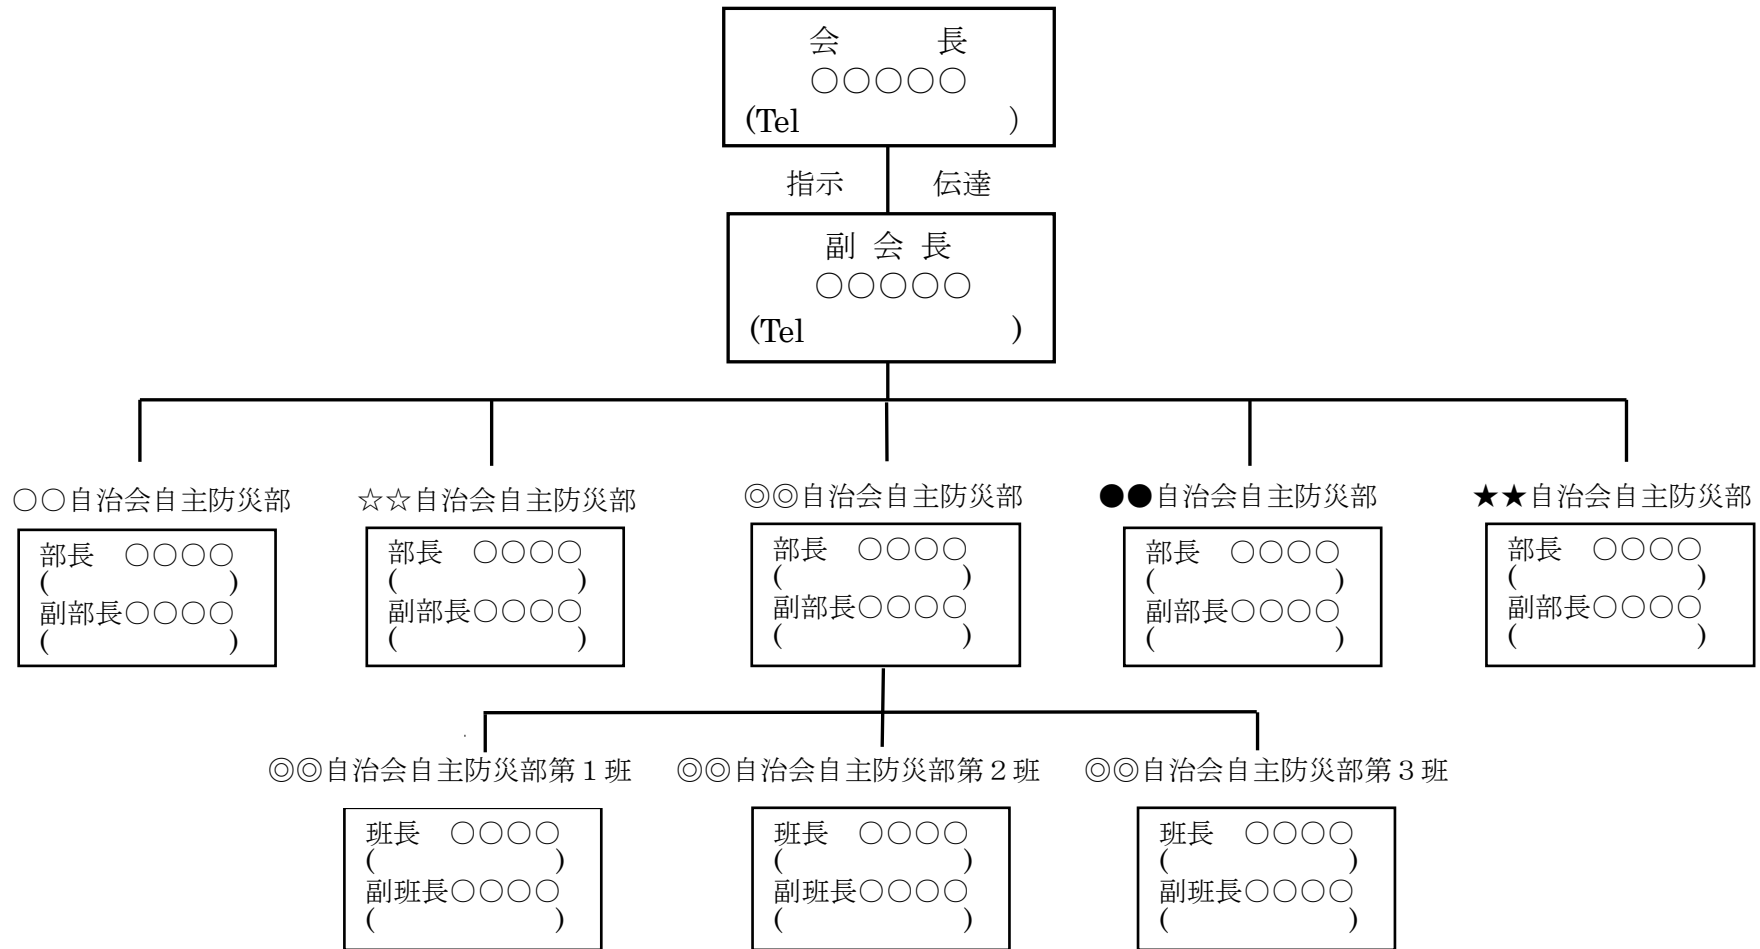 会　　　長
○○○○○
(Tel　　　　　　　)
指示　　伝達
副 会 長
○○○○○
(Tel　　　　　　　)
○○自治会自主防災部
部長　○○○○
(　　　　　　)
副部長○○○○
(　　　　　　)
☆☆自治会自主防災部
部長　○○○○
(　　　　　　)
副部長○○○○
(　　　　　　)
◎◎自治会自主防災部
部長　○○○○
(　　　　　　)
副部長○○○○
(　　　　　　)
●●自治会自主防災部
部長　○○○○
(　　　　　　)
副部長○○○○
(　　　　　　)
★★自治会自主防災部
部長　○○○○
(　　　　　　)
副部長○○○○
(　　　　　　)
◎◎自治会自主防災部第１班
班長　○○○○
(　　　　　　)
副班長○○○○
(　　　　　　)
◎◎自治会自主防災部第２班
班長　○○○○
(　　　　　　)
副班長○○○○
(　　　　　　)
◎◎自治会自主防災部第３班
班長　○○○○
(　　　　　　)
副班長○○○○
(　　　　　　)